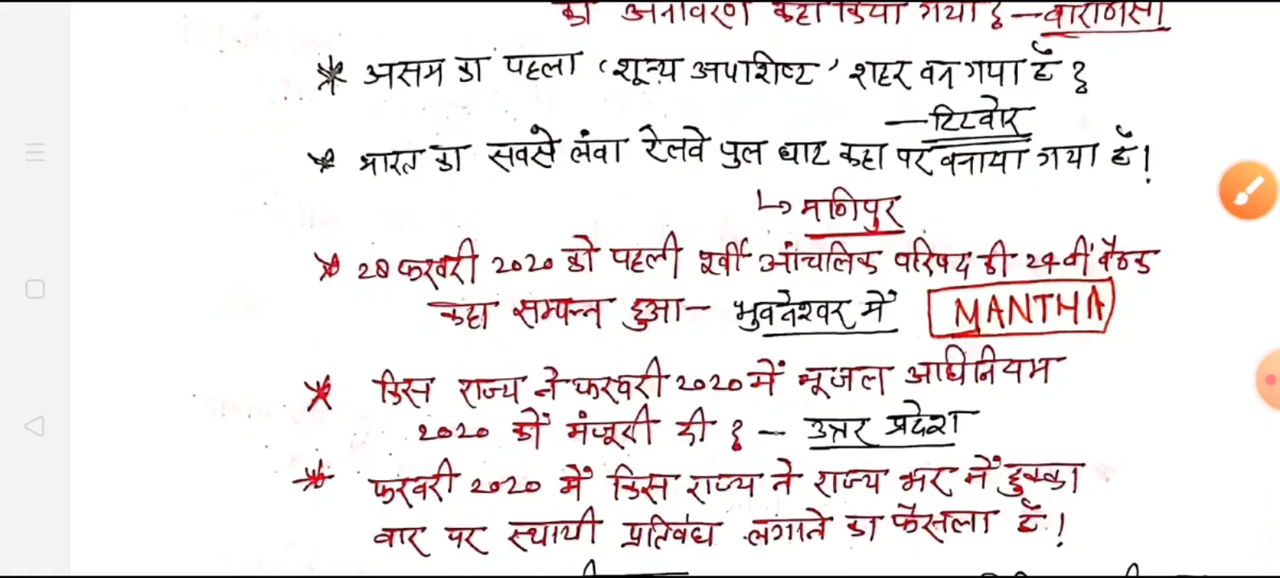 का अनावरण कहा किया गया है — वाराणसी
* असम का पहला 'शून्य अपशिष्ट' शहर बन गया है ?
— टिटवोर
* भारत का सबसे लंबा रेलवे पुल घाट कहा पर बनाया गया है !
↳ मणिपुर
* 28 फरवरी 2020 को पहली पूर्वी आंचलिक परिषद की 24वीं बैठक
कहा सम्पन्न हुआ – भुवनेश्वर में MANTHA
* किस राज्य ने फरवरी 2020 में भूजल अधिनियम
2020 को मंजूरी दी ? – उत्तर प्रदेश
* फरवरी 2020 में किस राज्य ने राज्य भर में हुक्का
बार पर स्थायी प्रतिबंध लगाने का फैसला है !